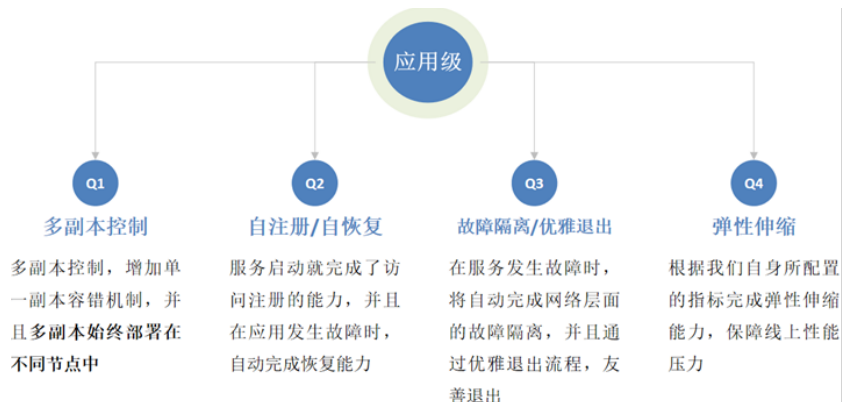 应用级
Q1
多副本控制
多副本控制，增加单
一副本容错机制，并
且多副本始终部署在
不同节点中
Q2
自注册/自恢复
服务启动就完成了访
问注册的能力，并且
在应用发生故障时，
自动完成恢复能力
Q3
故障隔离/优雅退出
在服务发生故障时，
将自动完成网络层面
的故障隔离，并且通
过优雅退出流程，友
善退出
Q4
弹性伸缩
根据我们自身所配置
的指标完成弹性伸缩
能力，保障线上性能
压力